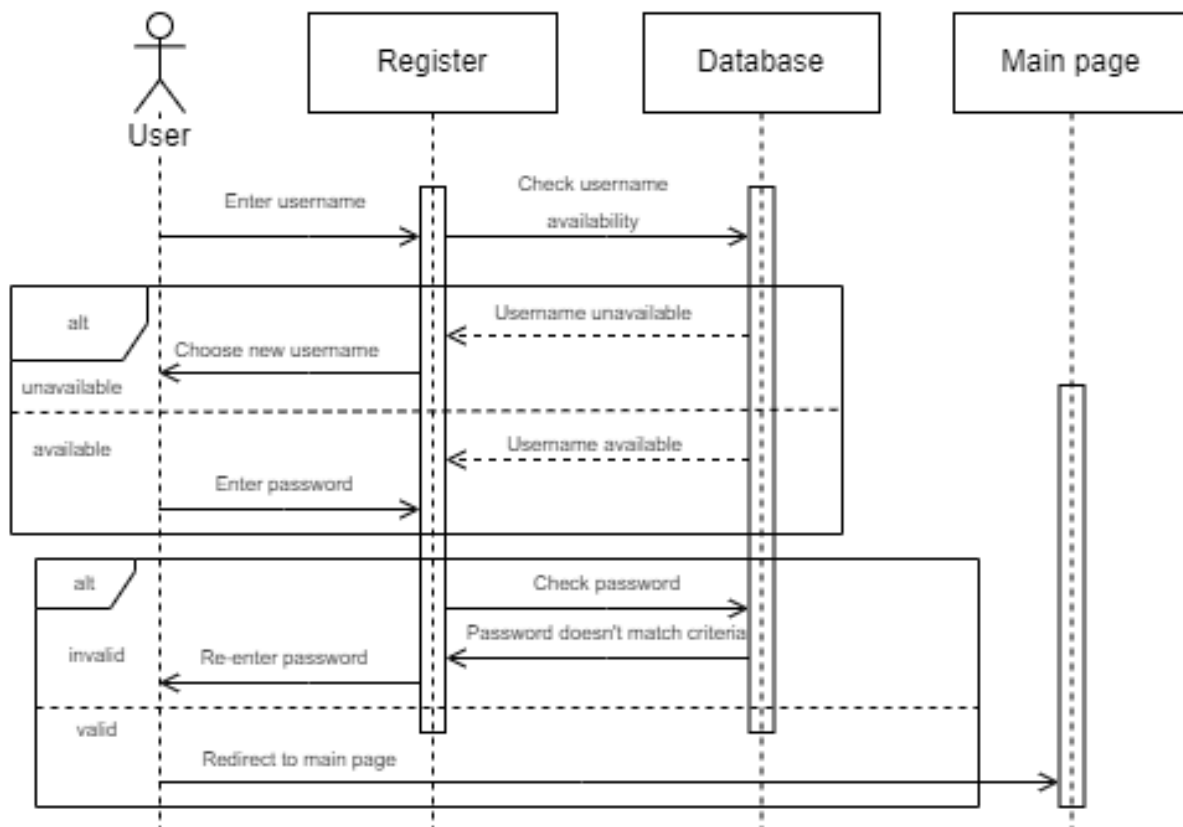 User
Register
Database
Main page
Enter username
Check username
availability
alt
Username unavailable
Choose new username
unavailable
available
Username available
Enter password
alt
Check password
Password doesn't match criteria
invalid
Re-enter password
valid
Redirect to main page